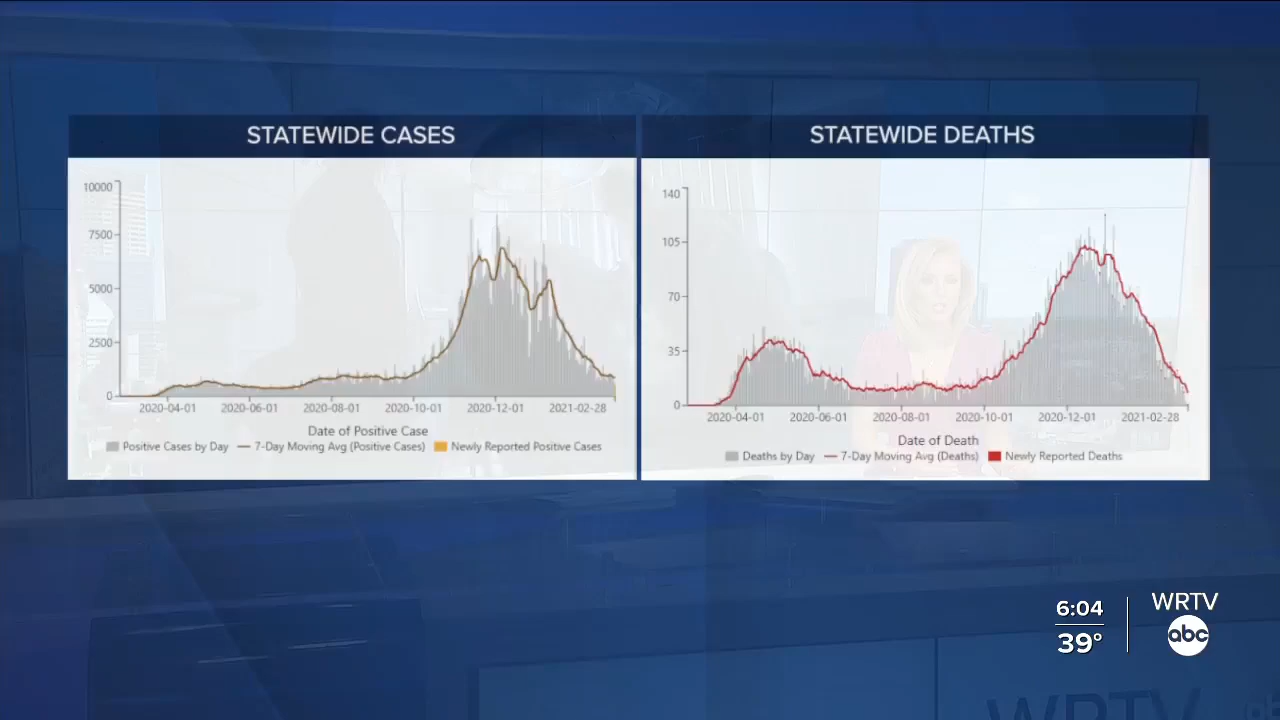 STATEWIDE CASES
10000
7500
5000
2500
0
2020-04-01 2020-06-01 2020-08-01 2020-10-01 2020-12-01 2021-02-28
Date of Positive Case
Positive Cases by Day 7-Day Moving Avg (Positive Cases) Newly Reported Positive Cases
STATEWIDE DEATHS
140
105
70
35
0
2020-04-01 2020-06-01 2020-08-01 2020-10-01 2020-12-01 2021-02-28
Date of Death
Deaths by Day 7-Day Moving Avg (Deaths) Newly Reported Deaths
6:04
39°
WRTV
abc
WRTV